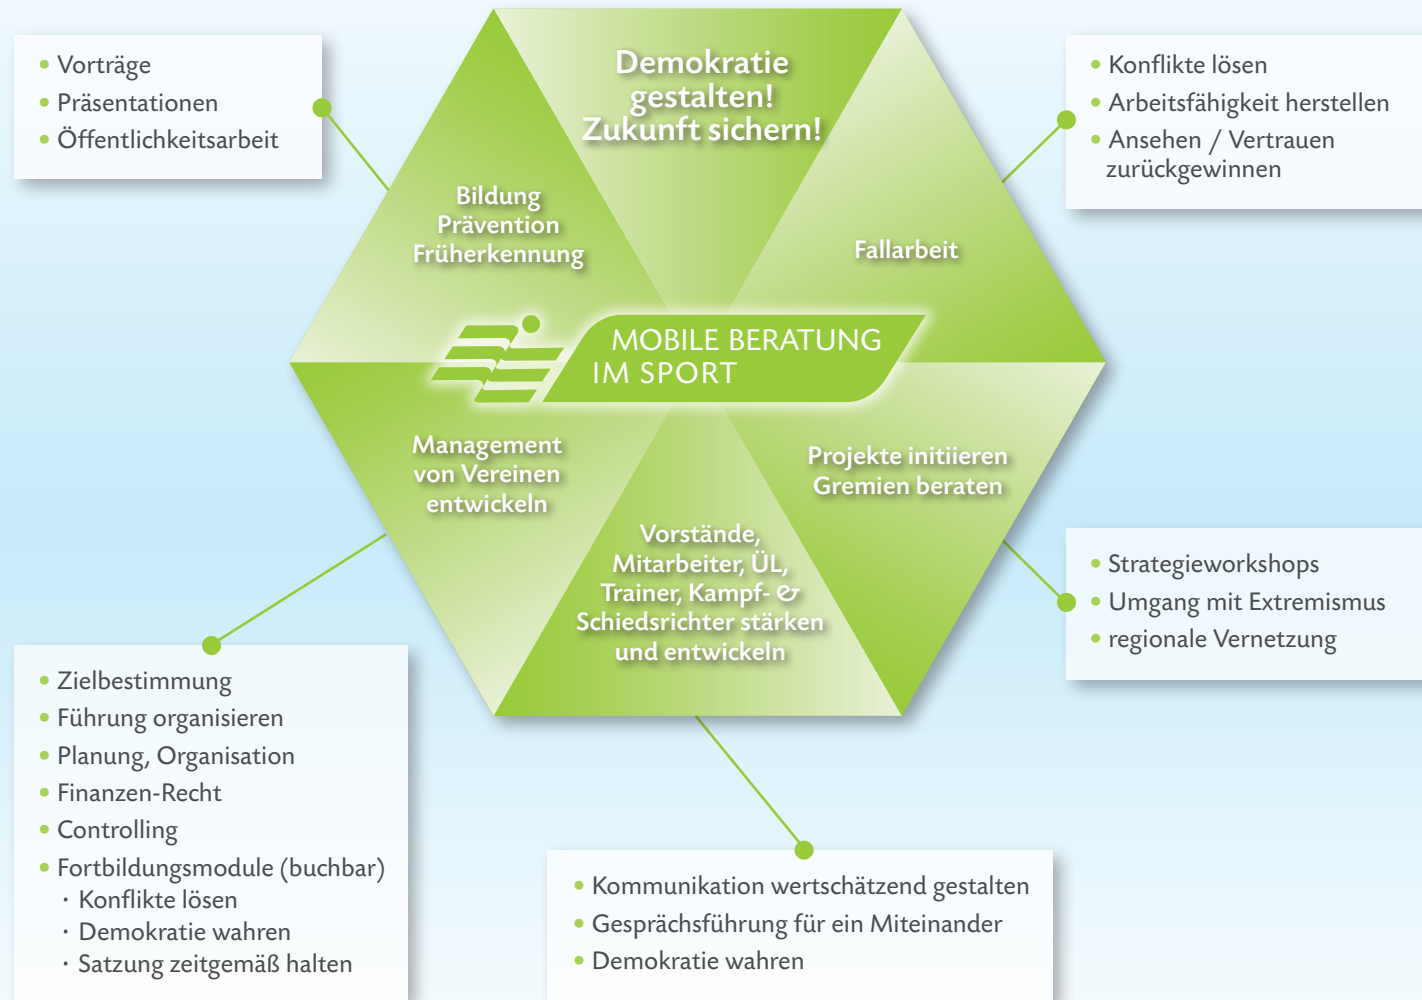 • Vorträge
• Präsentationen
• Öffentlichkeitsarbeit
Demokratie
gestalten!
Zukunft sichern!
• Konflikte lösen
• Arbeitsfähigkeit herstellen
• Ansehen / Vertrauen
zurückgewinnen
Bildung
Prävention
Früherkennung
Fallarbeit
MOBILE BERATUNG
IM SPORT
Management
von Vereinen
entwickeln
Projekte initiieren
Gremien beraten
Vorstände,
Mitarbeiter, ÜL,
Trainer, Kampf- &
Schiedsrichter stärken
und entwickeln
• Strategieworkshops
• Umgang mit Extremismus
• regionale Vernetzung
• Zielbestimmung
• Führung organisieren
• Planung, Organisation
• Finanzen-Recht
• Controlling
• Fortbildungsmodule (buchbar)
· Konflikte lösen
· Demokratie wahren
· Satzung zeitgemäß halten
• Kommunikation wertschätzend gestalten
• Gesprächsführung für ein Miteinander
• Demokratie wahren